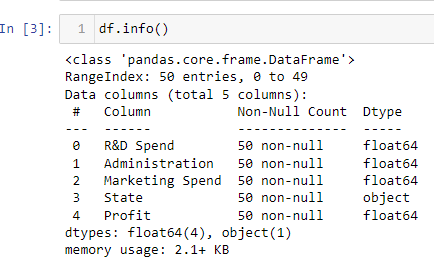 In [3]: 1 df.info()
<class 'pandas.core.frame.DataFrame'>
RangeIndex: 50 entries, 0 to 49
Data columns (total 5 columns):
 #   Column           Non-Null Count  Dtype
---  ------           --------------  -----
 0   R&D Spend        50 non-null     float64
 1   Administration   50 non-null     float64
 2   Marketing Spend  50 non-null     float64
 3   State            50 non-null     object
 4   Profit           50 non-null     float64
dtypes: float64(4), object(1)
memory usage: 2.1+ KB